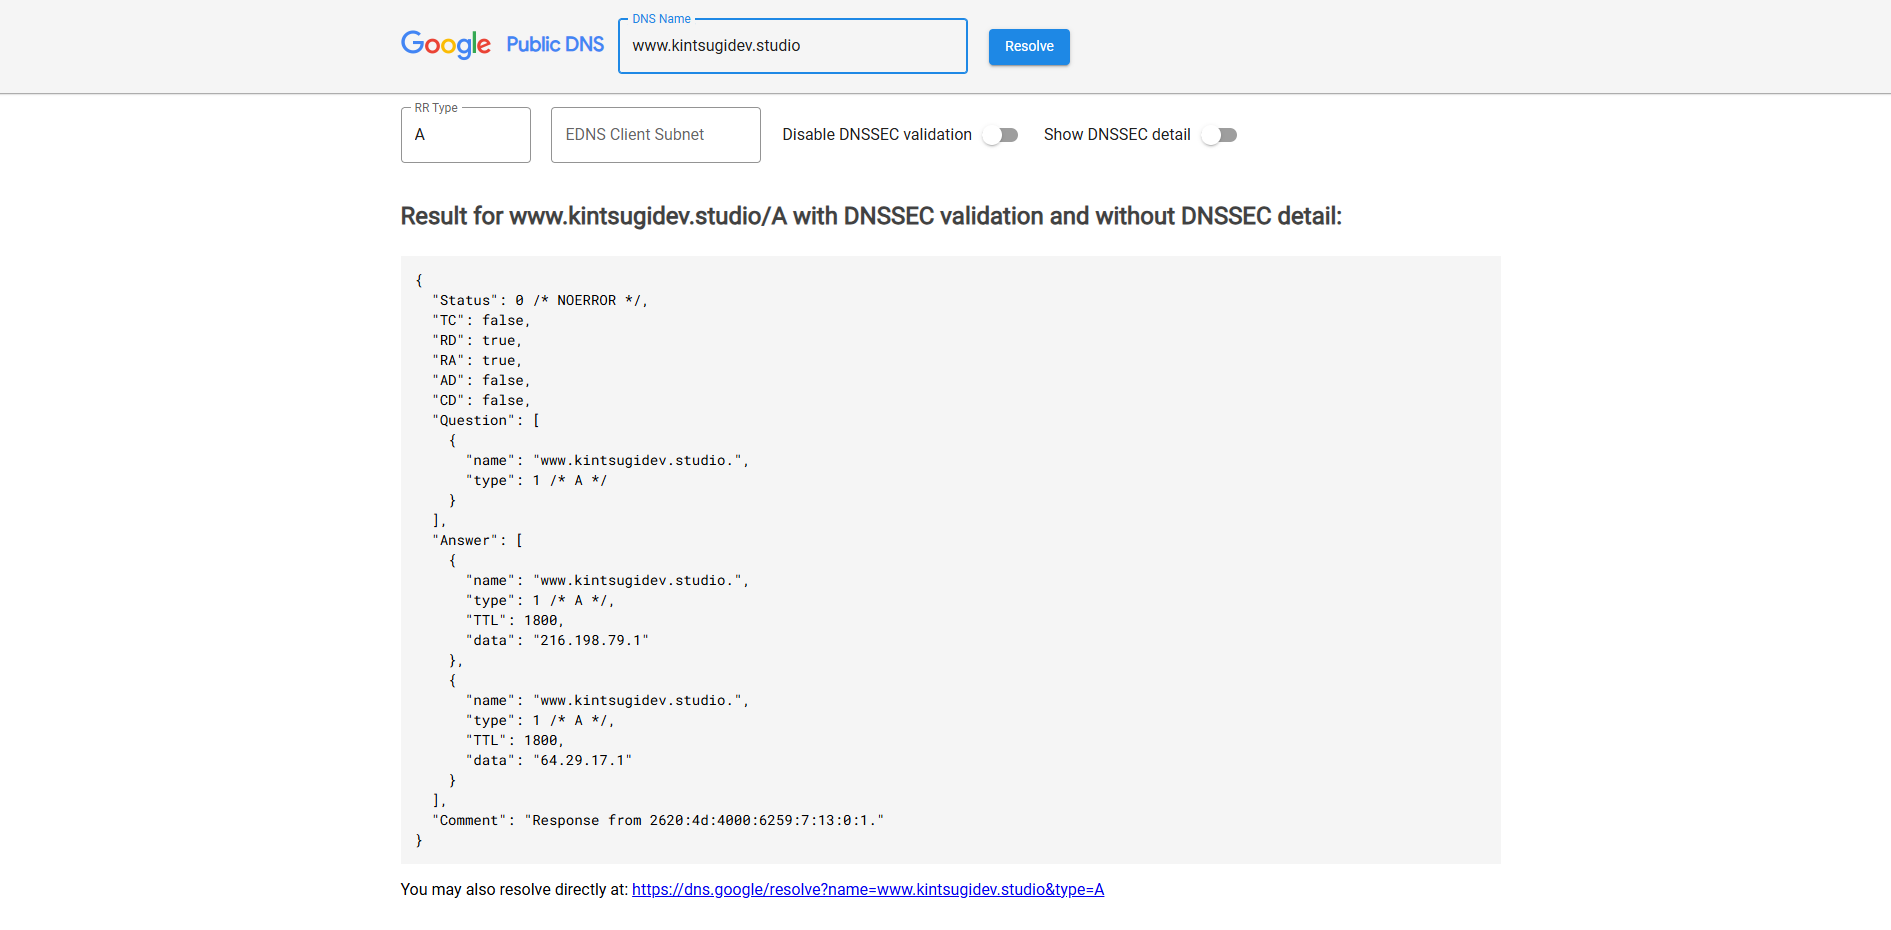 Google Public DNS
DNS Name
www.kintsugidev.studio
Resolve
RR Type
A
EDNS Client Subnet
Disable DNSSEC validation
Show DNSSEC detail
Result for www.kintsugidev.studio/A with DNSSEC validation and without DNSSEC detail:
{
  "Status": 0 /* NOERROR */,
  "TC": false,
  "RD": true,
  "RA": true,
  "AD": false,
  "CD": false,
  "Question": [
    {
      "name": "www.kintsugidev.studio.",
      "type": 1 /* A */
    }
  ],
  "Answer": [
    {
      "name": "www.kintsugidev.studio.",
      "type": 1 /* A */,
      "TTL": 1800,
      "data": "216.198.79.1"
    },
    {
      "name": "www.kintsugidev.studio.",
      "type": 1 /* A */,
      "TTL": 1800,
      "data": "64.29.17.1"
    }
  ],
  "Comment": "Response from 2620:4d:4000:6259:7:13:0:1."
}
You may also resolve directly at: https://dns.google/resolve?name=www.kintsugidev.studio&type=A